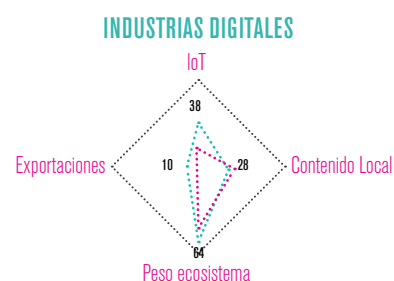 INDUSTRIAS DIGITALES
IoT
38
Exportaciones
10
28
Contenido Local
64
Peso ecosistema